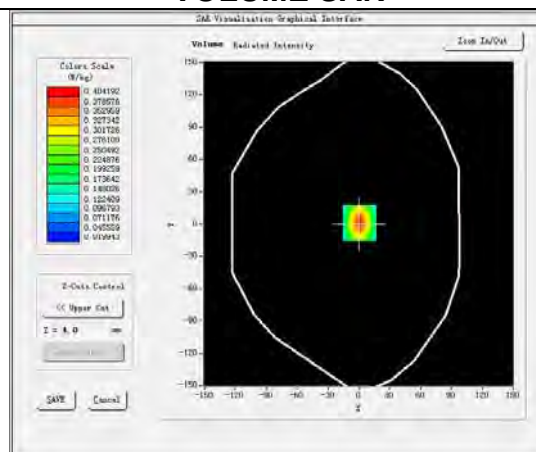 VOLUME SAR
SAR Visualisation Graphical Interface
Volume Radiated Intensity
Zoom In/Out
Colors Scale
(W/kg)
0.404192
0.378576
0.352959
0.327342
0.301726
0.276109
0.250492
0.224876
0.199259
0.173642
0.148026
0.122409
0.096793
0.071176
0.045559
0.019943
150
120
90
60
30
0
-30
-60
-90
-120
-150
-150 -120 -90 -60 -30 0 30 60 90 120 150
Y
X
Z-Cuts Control
<< Upper Cut
Z = 4.0 mm
SAVE
Cancel